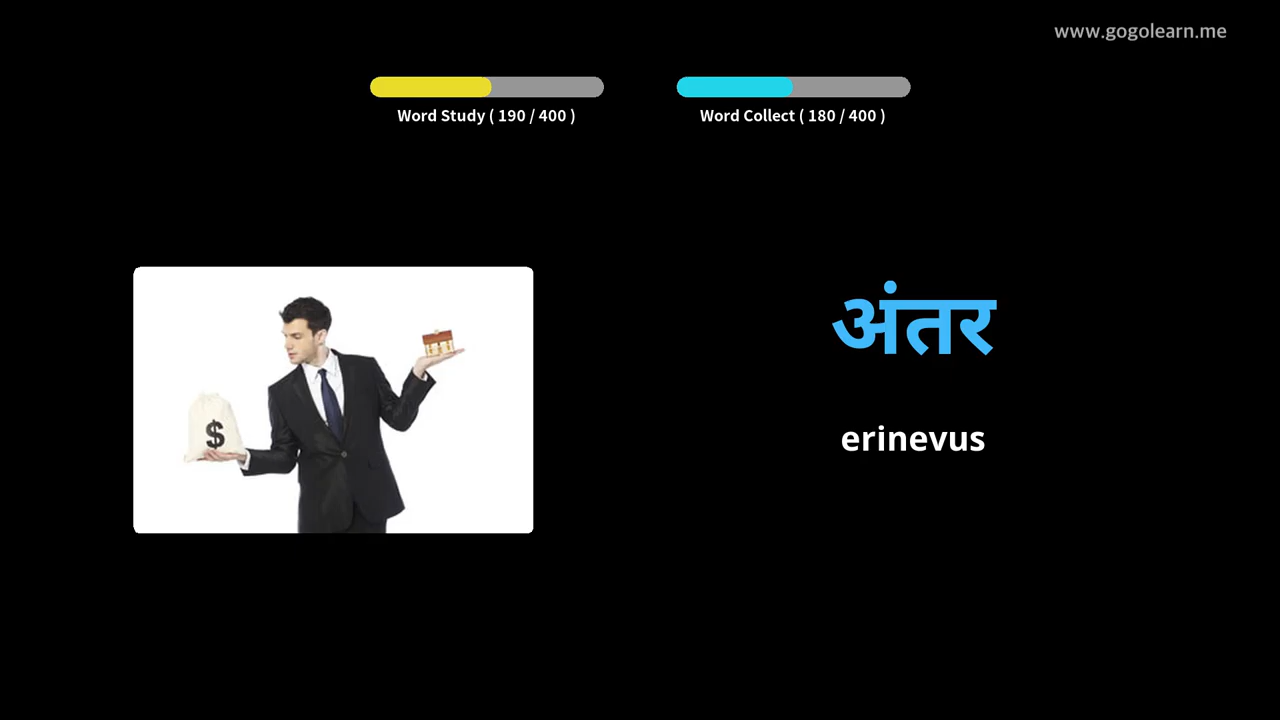 www.gogolearn.me
Word Study ( 190 / 400 )
Word Collect ( 180 / 400 )
अंतर
$
erinevus